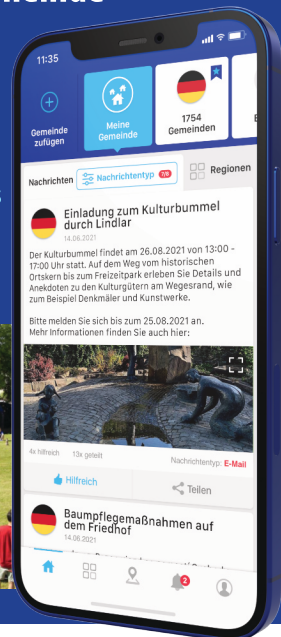 11:35
Gemeinde
zufügen
Meine
Gemeinde
1754
Gemeinden
Nachrichten
Nachrichtentyp 7/8
Regionen
Einladung zum Kulturbummel
durch Lindlar
14.06.2021
Der Kulturbummel findet am 26.08.2021 von 13:00 -
17:00 Uhr statt. Auf dem Weg vom historischen
Ortskern bis zum Freizeitpark erleben Sie Details und
Anekdoten zu den Kulturgütern am Wegesrand, wie
zum Beispiel Denkmäler und Kunstwerke.
Bitte melden Sie sich bis zum 25.08.2021 an.
Mehr Informationen finden Sie auch hier:
4x hilfreich 13x geteilt
Nachrichtentyp: E-Mail
Hilfreich
Teilen
Baumpflegemaßnahmen auf
dem Friedhof
14.06.2021
2